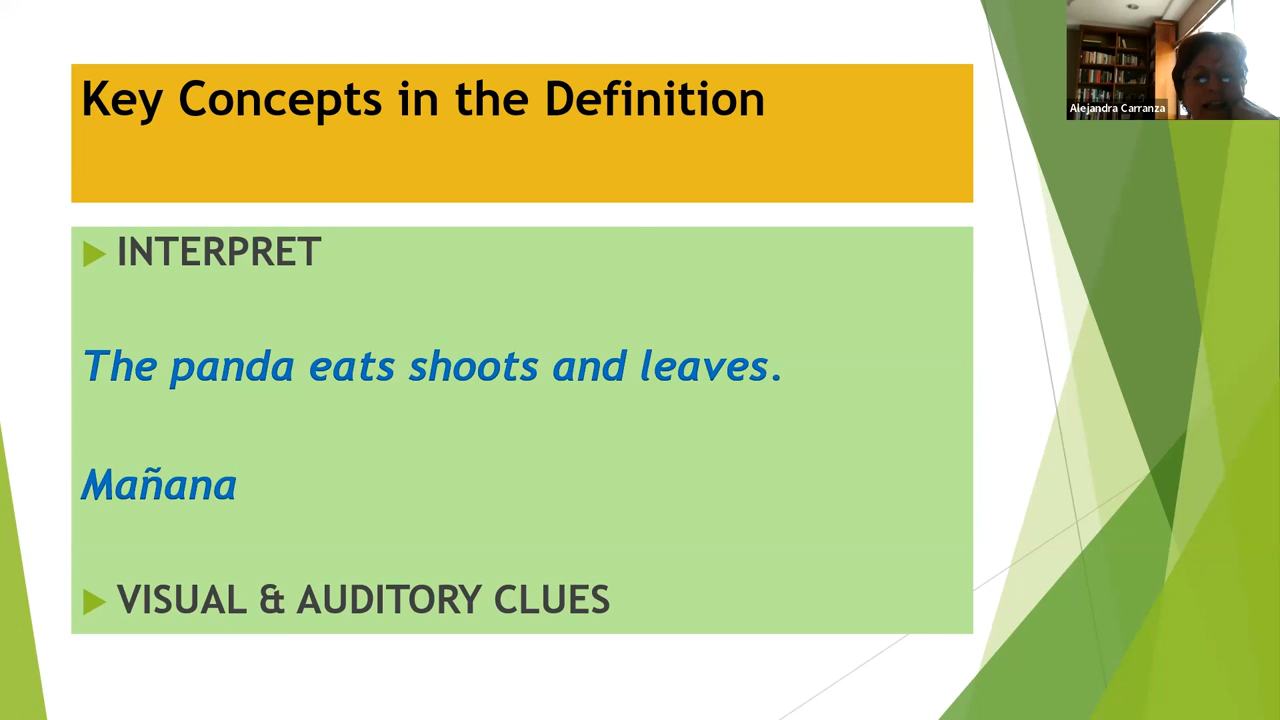 Key Concepts in the Definition
Alejandra Carranza
INTERPRET
The panda eats shoots and leaves.
Mañana
VISUAL & AUDITORY CLUES